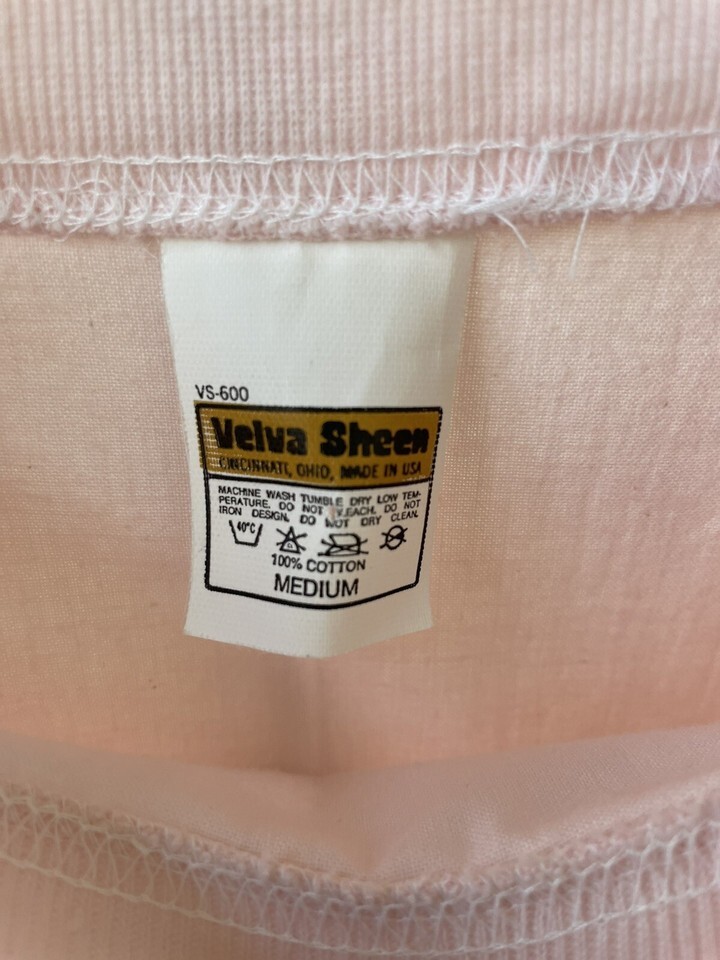 VS-600
Velva Sheen
CINCINNATI, OHIO, MADE IN USA
MACHINE WASH TUMBLE DRY LOW TEM-
PERATURE. DO NOT BLEACH. DO NOT
IRON DESIGN. DO NOT DRY CLEAN.
40°C
100% COTTON
MEDIUM